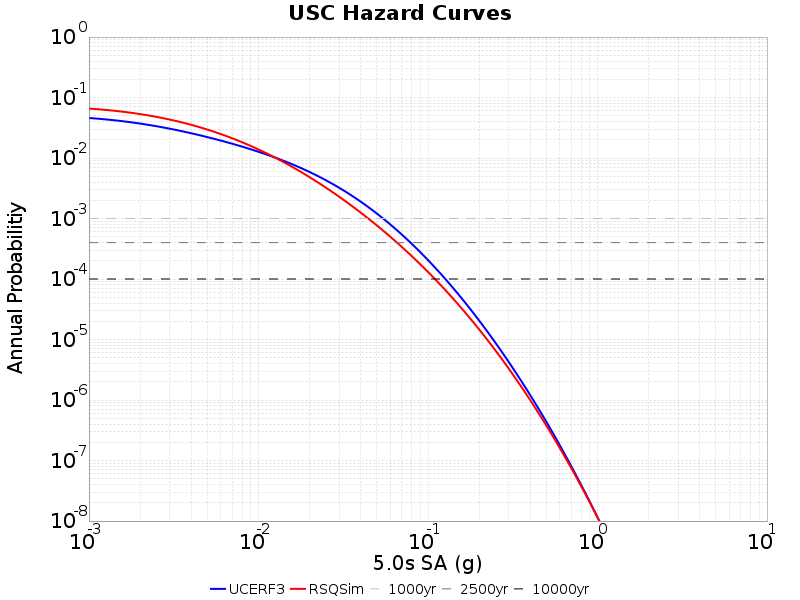 USC Hazard Curves
10^0
10^-1
10^-2
10^-3
10^-4
10^-5
10^-6
10^-7
10^-8
Annual Probabilitiy
10^-3 10^-2 10^-1 10^0 10^1
5.0s SA (g)
UCERF3 RSQSim 1000yr 2500yr 10000yr